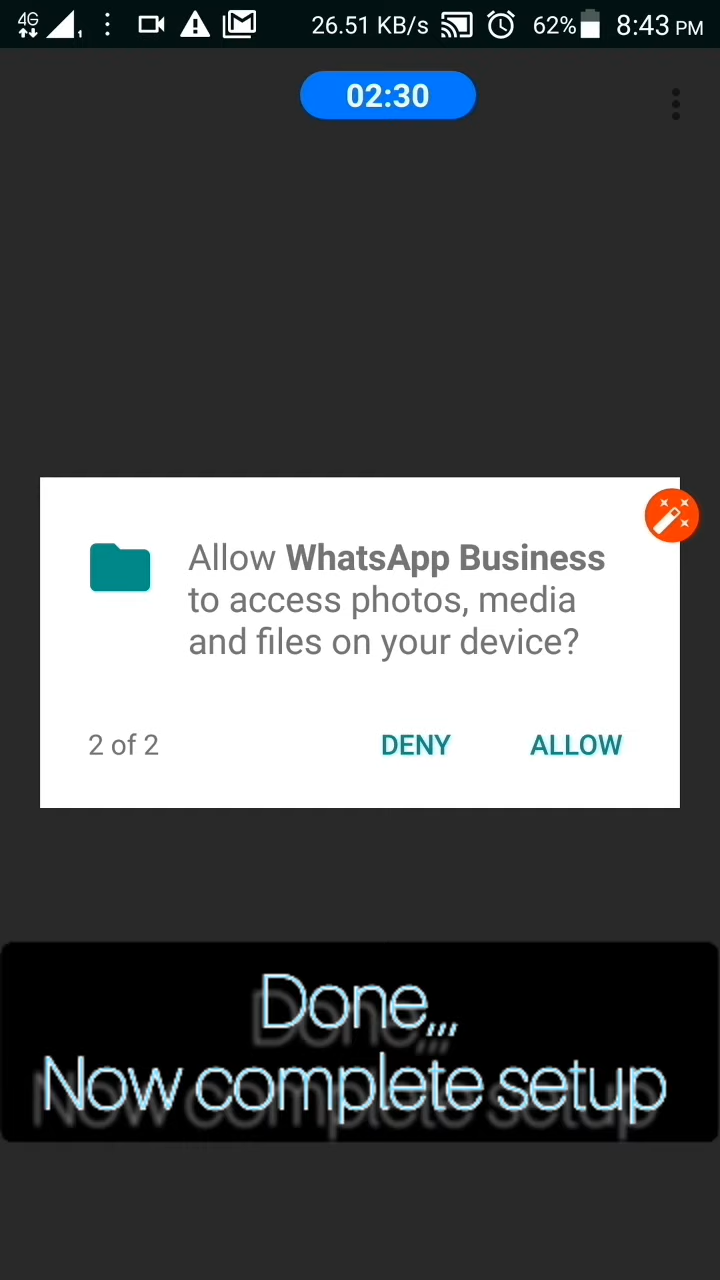 4G 1 26.51 KB/s 62% 8:43 PM
02:30
Allow WhatsApp Business
to access photos, media
and files on your device?
2 of 2 DENY ALLOW
Done,,,
Now complete setup